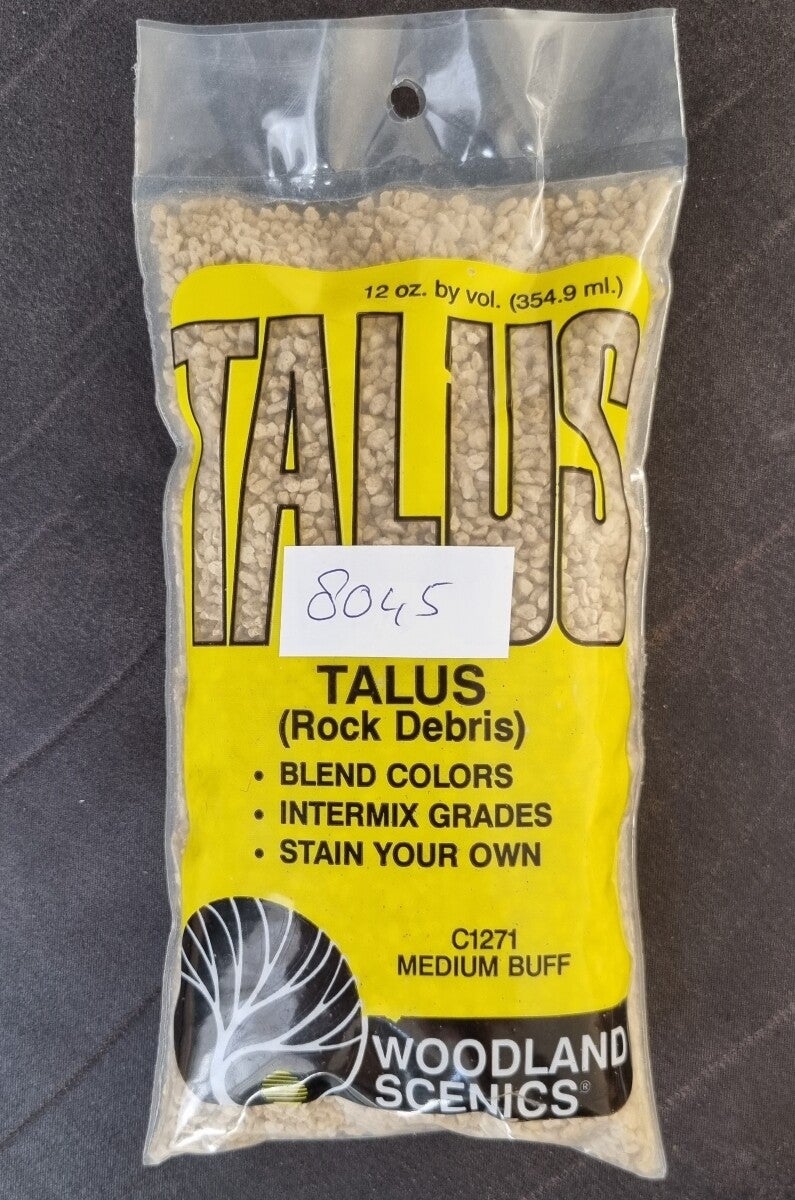 12 oz. by vol. (354.9 ml.)
TALUS
8045
TALUS
(Rock Debris)
• BLEND COLORS
• INTERMIX GRADES
• STAIN YOUR OWN
C1271
MEDIUM BUFF
WOODLAND
SCENICS®